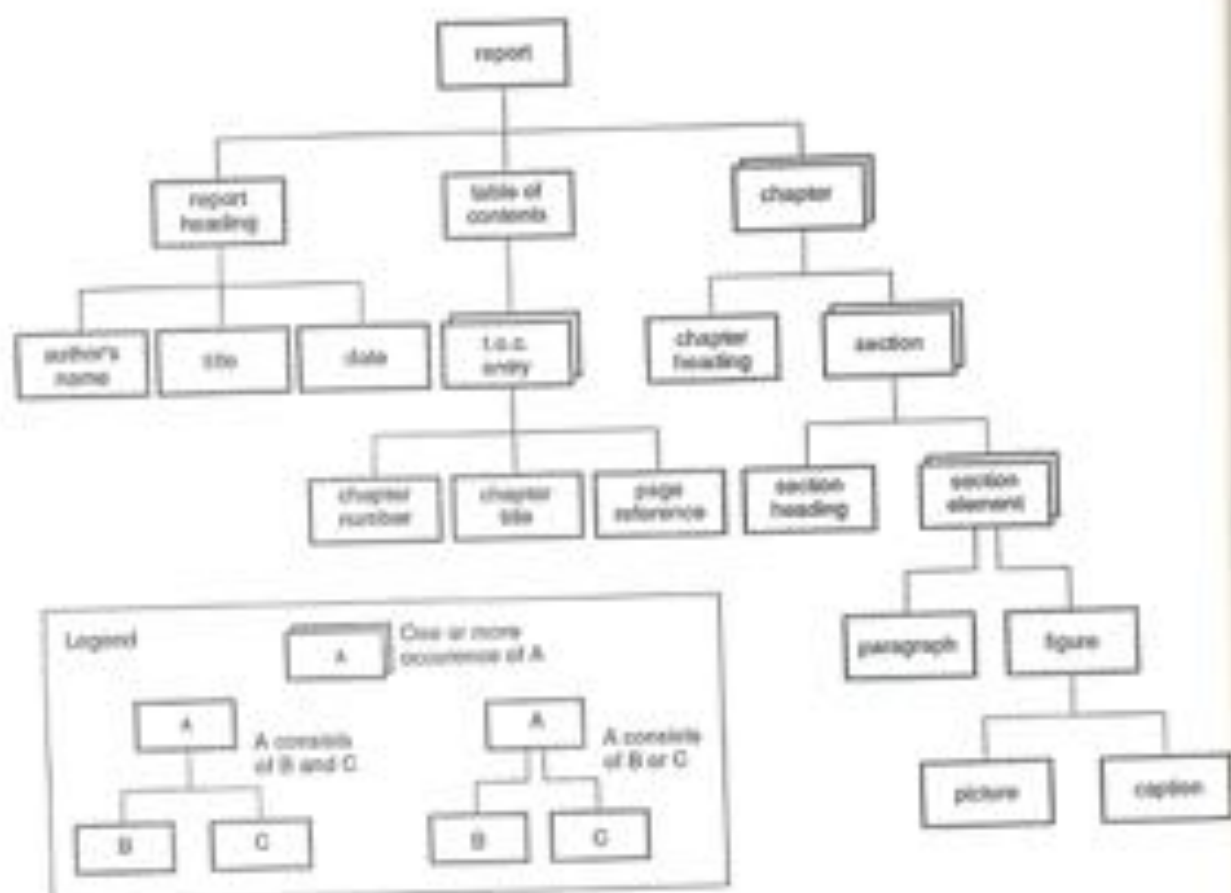 report
report
heading
table of
contents
chapter
author's
name
title
date
t.o.c.
entry
chapter
heading
section
chapter
number
chapter
title
page
reference
section
heading
section
element
paragraph
figure
picture
caption
Legend
A
One or more
occurence of A
A
A consists
of B and C
B
C
A
A consists
of B or C
B
C